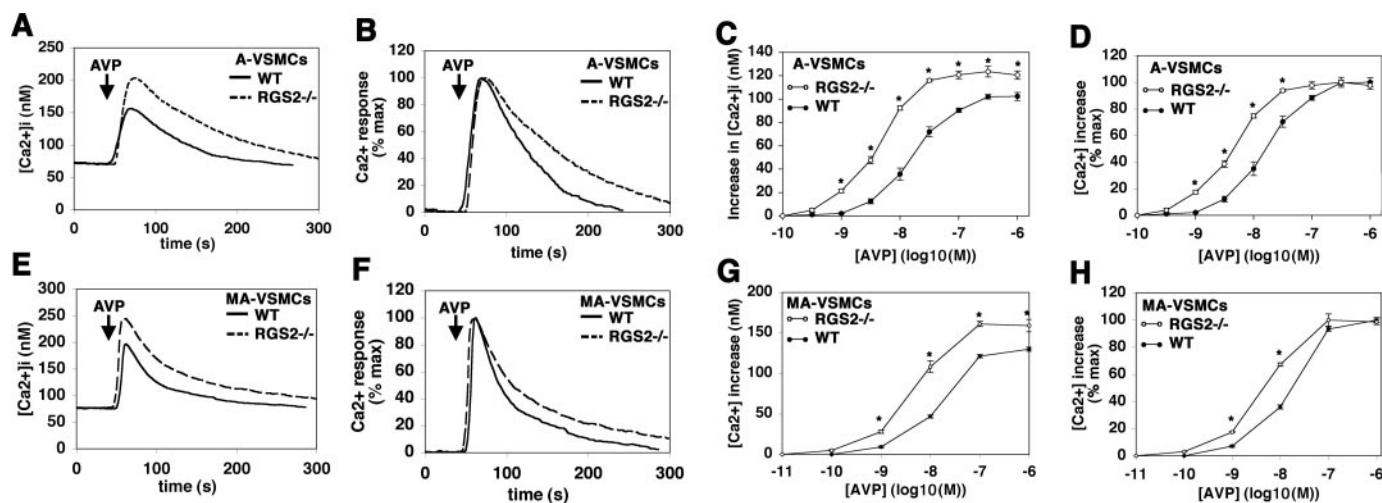 A
250
200
150
100
50
0
[Ca2+]i (nM)
AVP
A-VSMCs
WT
RGS2-/-
0 100 200 300
time (s)
B
120
100
80
60
40
20
0
Ca2+ response
(% max)
AVP
A-VSMCs
WT
RGS2-/-
0 100 200 300
time (s)
C
140
120
100
80
60
40
20
0
Increase in [Ca2+]i (nM)
A-VSMCs
RGS2-/-
WT
* * * * * * *
-10 -9 -8 -7 -6
[AVP] (log10(M))
D
120
100
80
60
40
20
0
[Ca2+] increase
(% max)
A-VSMCs
RGS2-/-
WT
* * * *
-10 -9 -8 -7 -6
[AVP] (log10(M))
E
300
250
200
150
100
50
0
[Ca2+]i (nM)
AVP
MA-VSMCs
WT
RGS2-/-
0 100 200 300
time (s)
F
120
100
80
60
40
20
0
Ca2+ response
(% max)
AVP
MA-VSMCs
WT
RGS2-/-
0 100 200 300
time (s)
G
200
150
100
50
0
[Ca2+] increase (nM)
MA-VSMCs
RGS2-/-
WT
* * * *
-11 -10 -9 -8 -7 -6
[AVP] (log10(M))
H
120
100
80
60
40
20
0
[Ca2+] increase
(% max)
MA-VSMCs
RGS2-/-
WT
* *
-11 -10 -9 -8 -7 -6
[AVP] (log10(M))